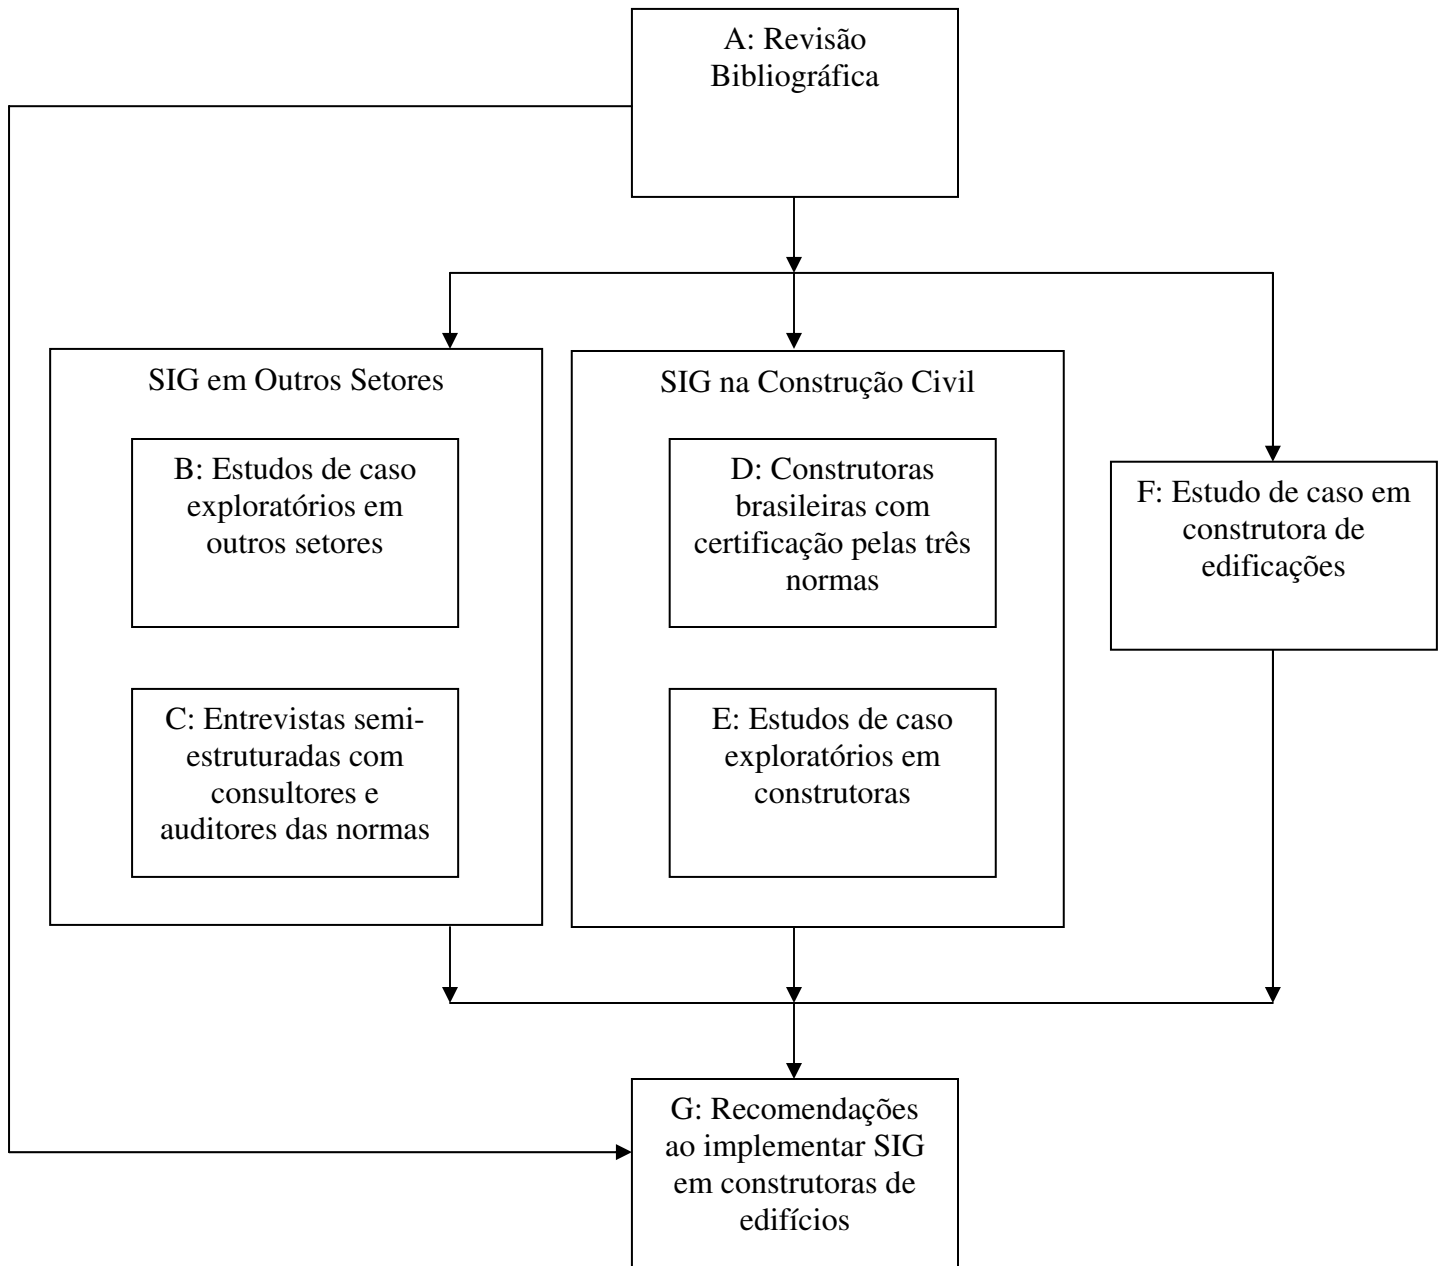 A: Revisão
Bibliográfica
SIG em Outros Setores
B: Estudos de caso
exploratórios em
outros setores
C: Entrevistas semi-
estruturadas com
consultores e
auditores das normas
SIG na Construção Civil
D: Construtoras
brasileiras com
certificação pelas três
normas
E: Estudos de caso
exploratórios em
construtoras
F: Estudo de caso em
construtora de
edificações
G: Recomendações
ao implementar SIG
em construtoras de
edifícios